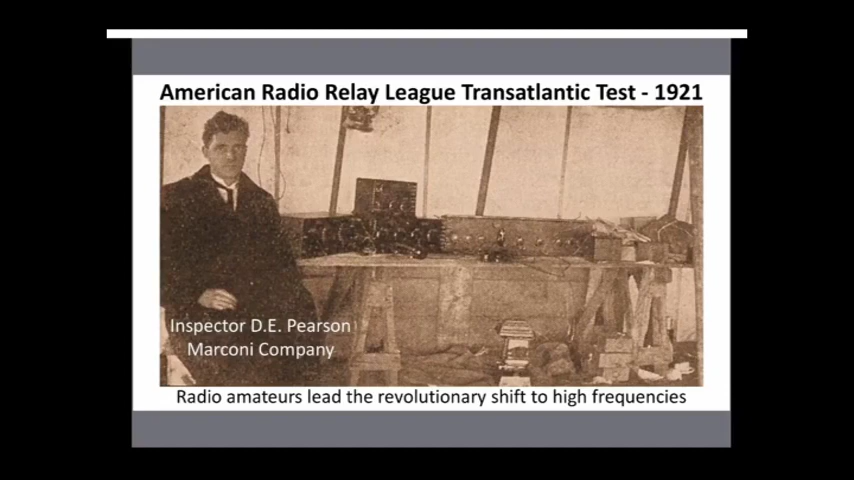 American Radio Relay League Transatlantic Test - 1921
Inspector D.E. Pearson
Marconi Company
Radio amateurs lead the revolutionary shift to high frequencies